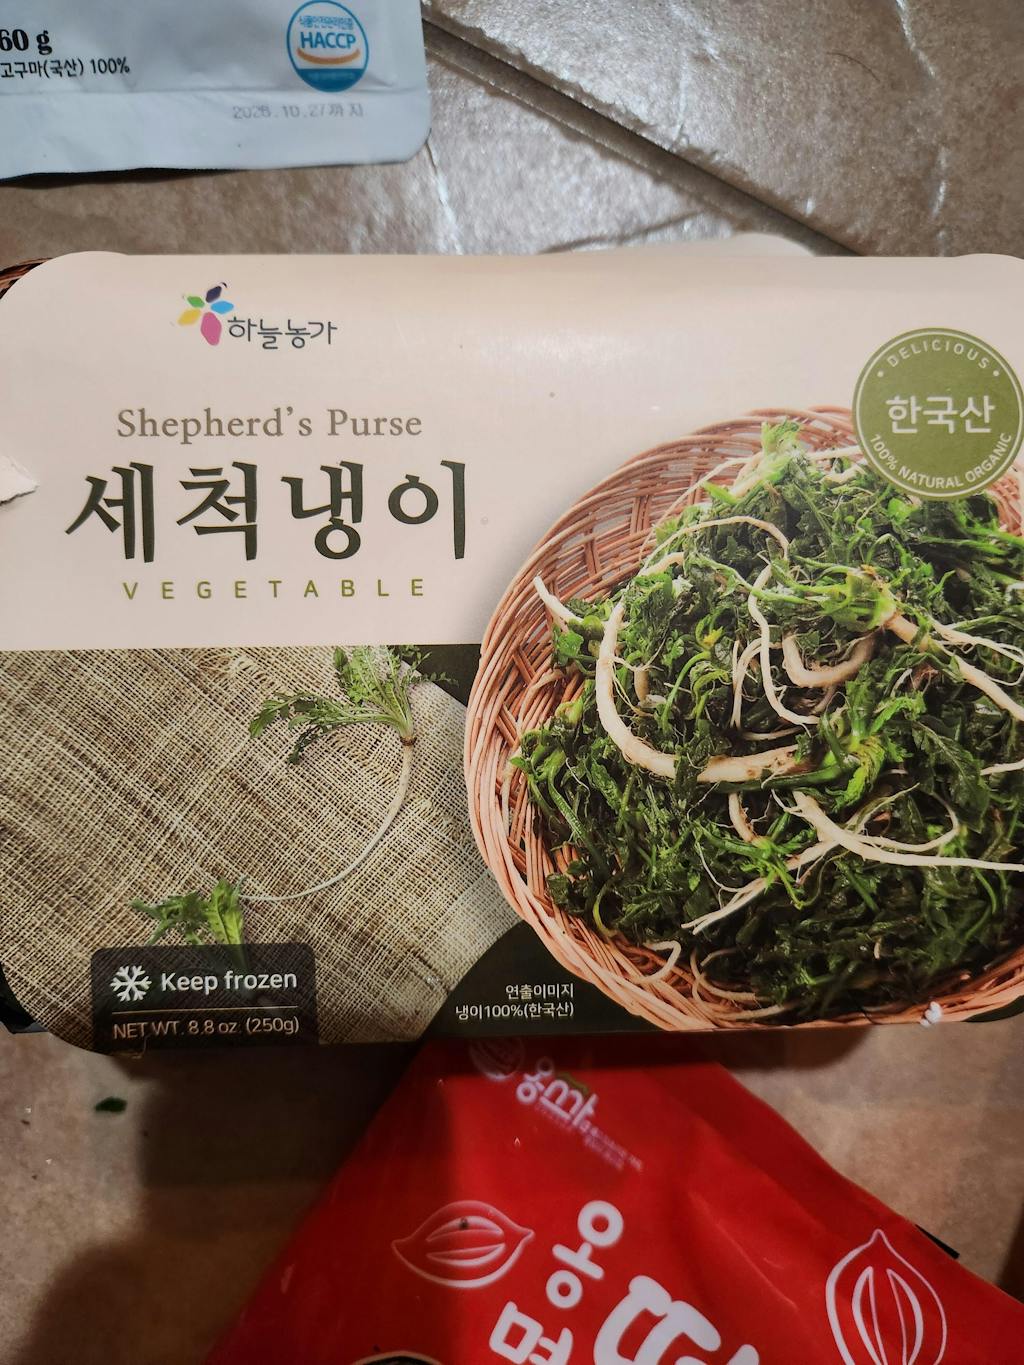 60 g
고구마(국산) 100%
HACCP
2026.10.27까지
하늘농가
Shepherd's Purse
세척냉이
VEGETABLE
DELICIOUS
한국산
100% NATURAL ORGANIC
Keep frozen
NET WT. 8.8 oz. (250g)
연출이미지
냉이100%(한국산)